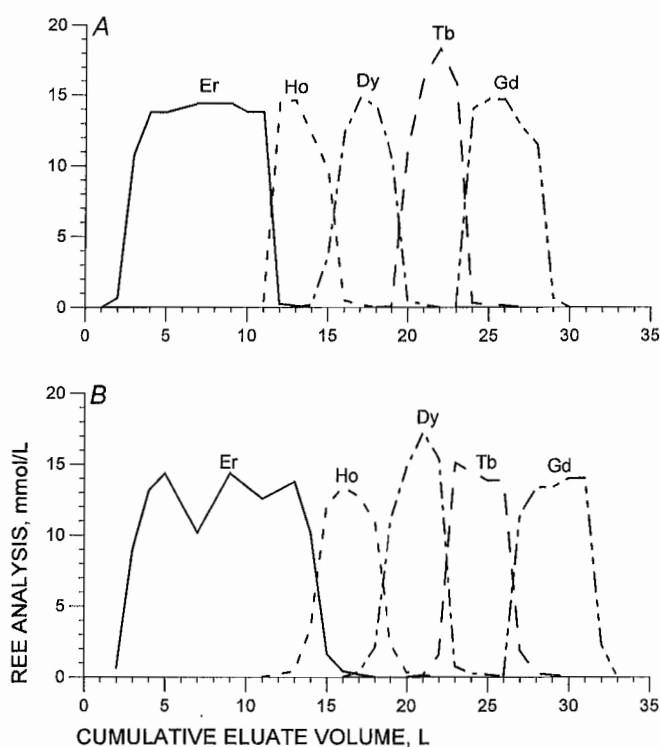 20
A
Tb
Er
Ho
Dy
Gd
15
10
5
0
0 5 10 15 20 25 30 35
20
B
Dy
Er
Ho
Tb
Gd
15
10
5
0
0 5 10 15 20 25 30 35
REE ANALYSIS, mmol/L
CUMULATIVE ELUATE VOLUME, L